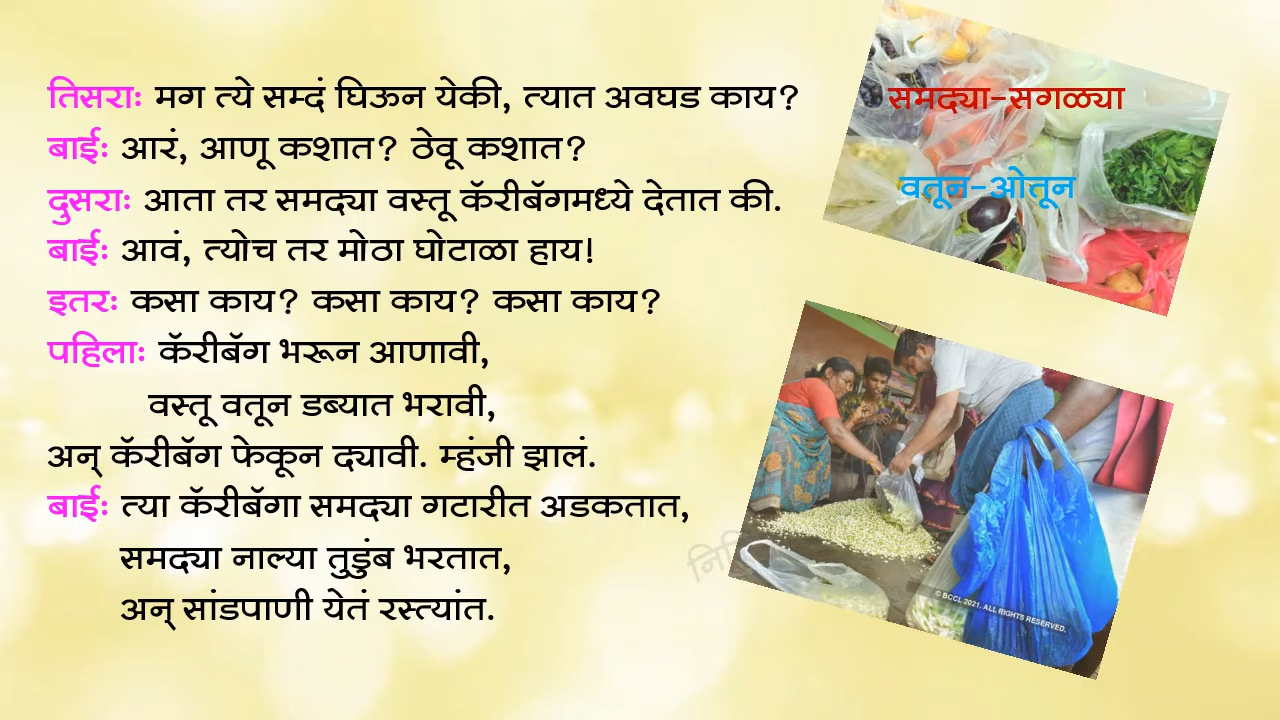 तिसराः मग त्ये सम्दं घिऊन येकी, त्यात अवघड काय?
बाईः आरं, आणू कशात? ठेवू कशात?
दुसराः आता तर समद्या वस्तू कॅरीबॅगमध्ये देतात की.
बाईः आवं, त्योच तर मोठा घोटाळा हाय!
इतरः कसा काय? कसा काय? कसा काय?
पहिलाः कॅरीबॅग भरून आणावी,
वस्तू वतून डब्यात भरावी,
अन् कॅरीबॅग फेकून द्यावी. म्हंजी झालं.
बाईः त्या कॅरीबॅगा समद्या गटारीत अडकतात,
समद्या नाल्या तुडुंब भरतात,
अन् सांडपाणी येतं रस्त्यांत.
समद्या-सगळ्या
वतून-ओतून
© BCCL 2021. ALL RIGHTS RESERVED.